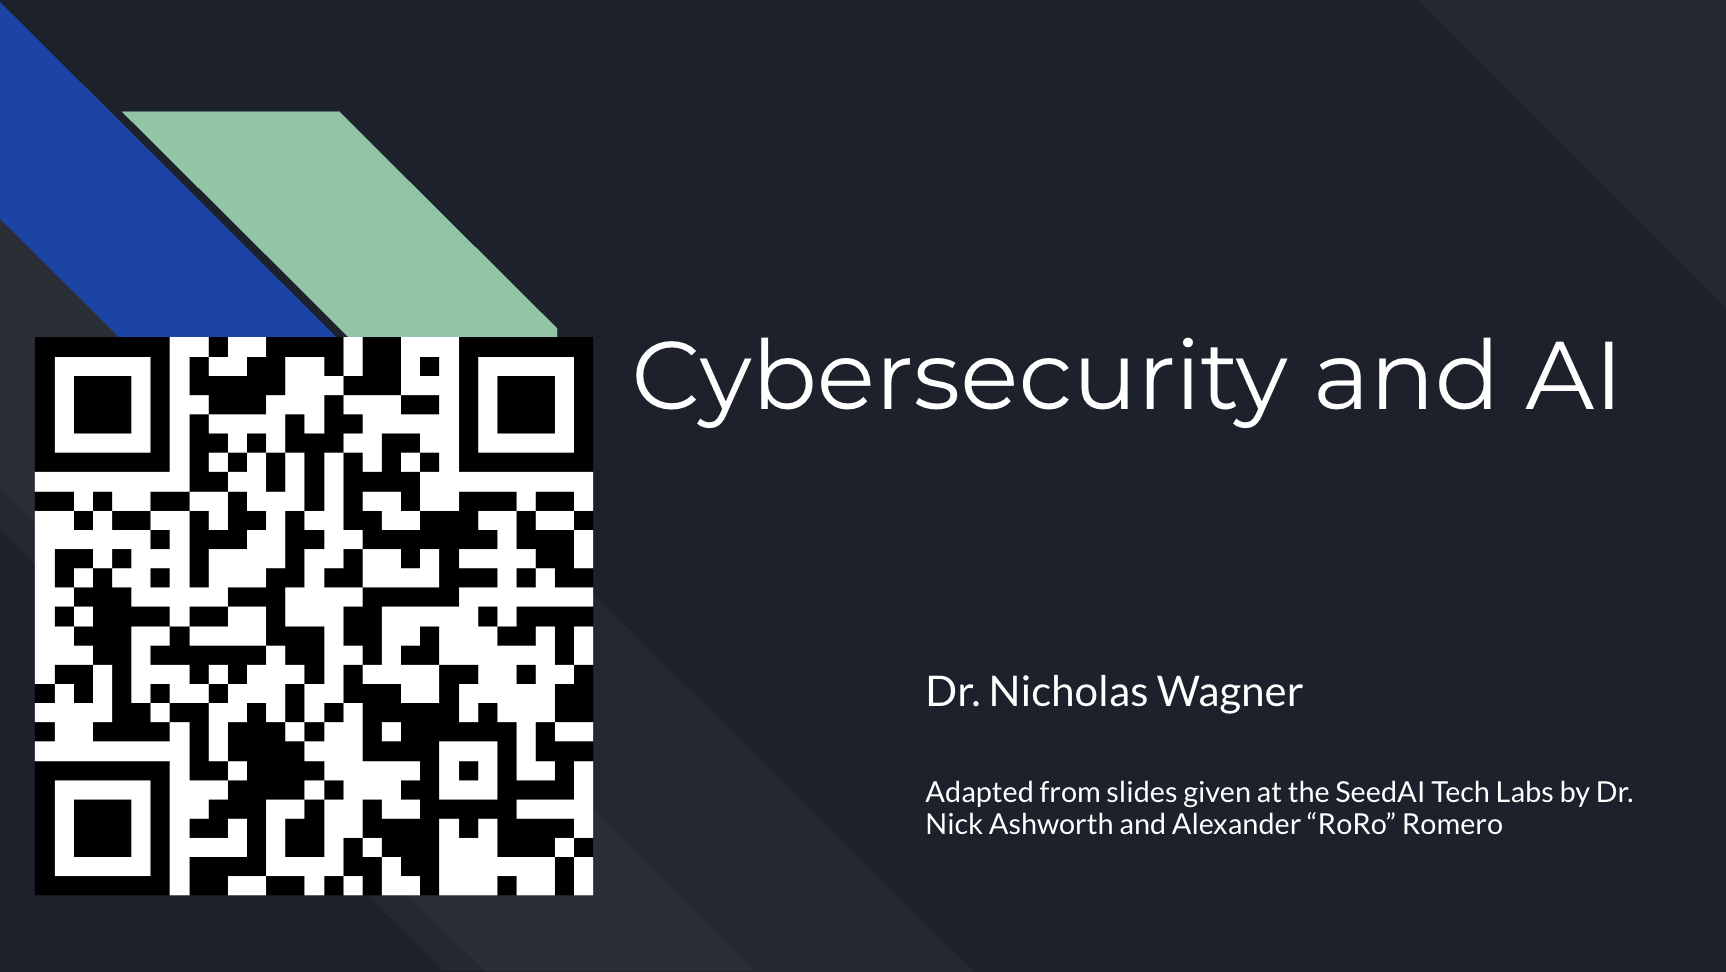 Cybersecurity and AI
Dr. Nicholas Wagner
Adapted from slides given at the SeedAI Tech Labs by Dr.
Nick Ashworth and Alexander “RoRo” Romero